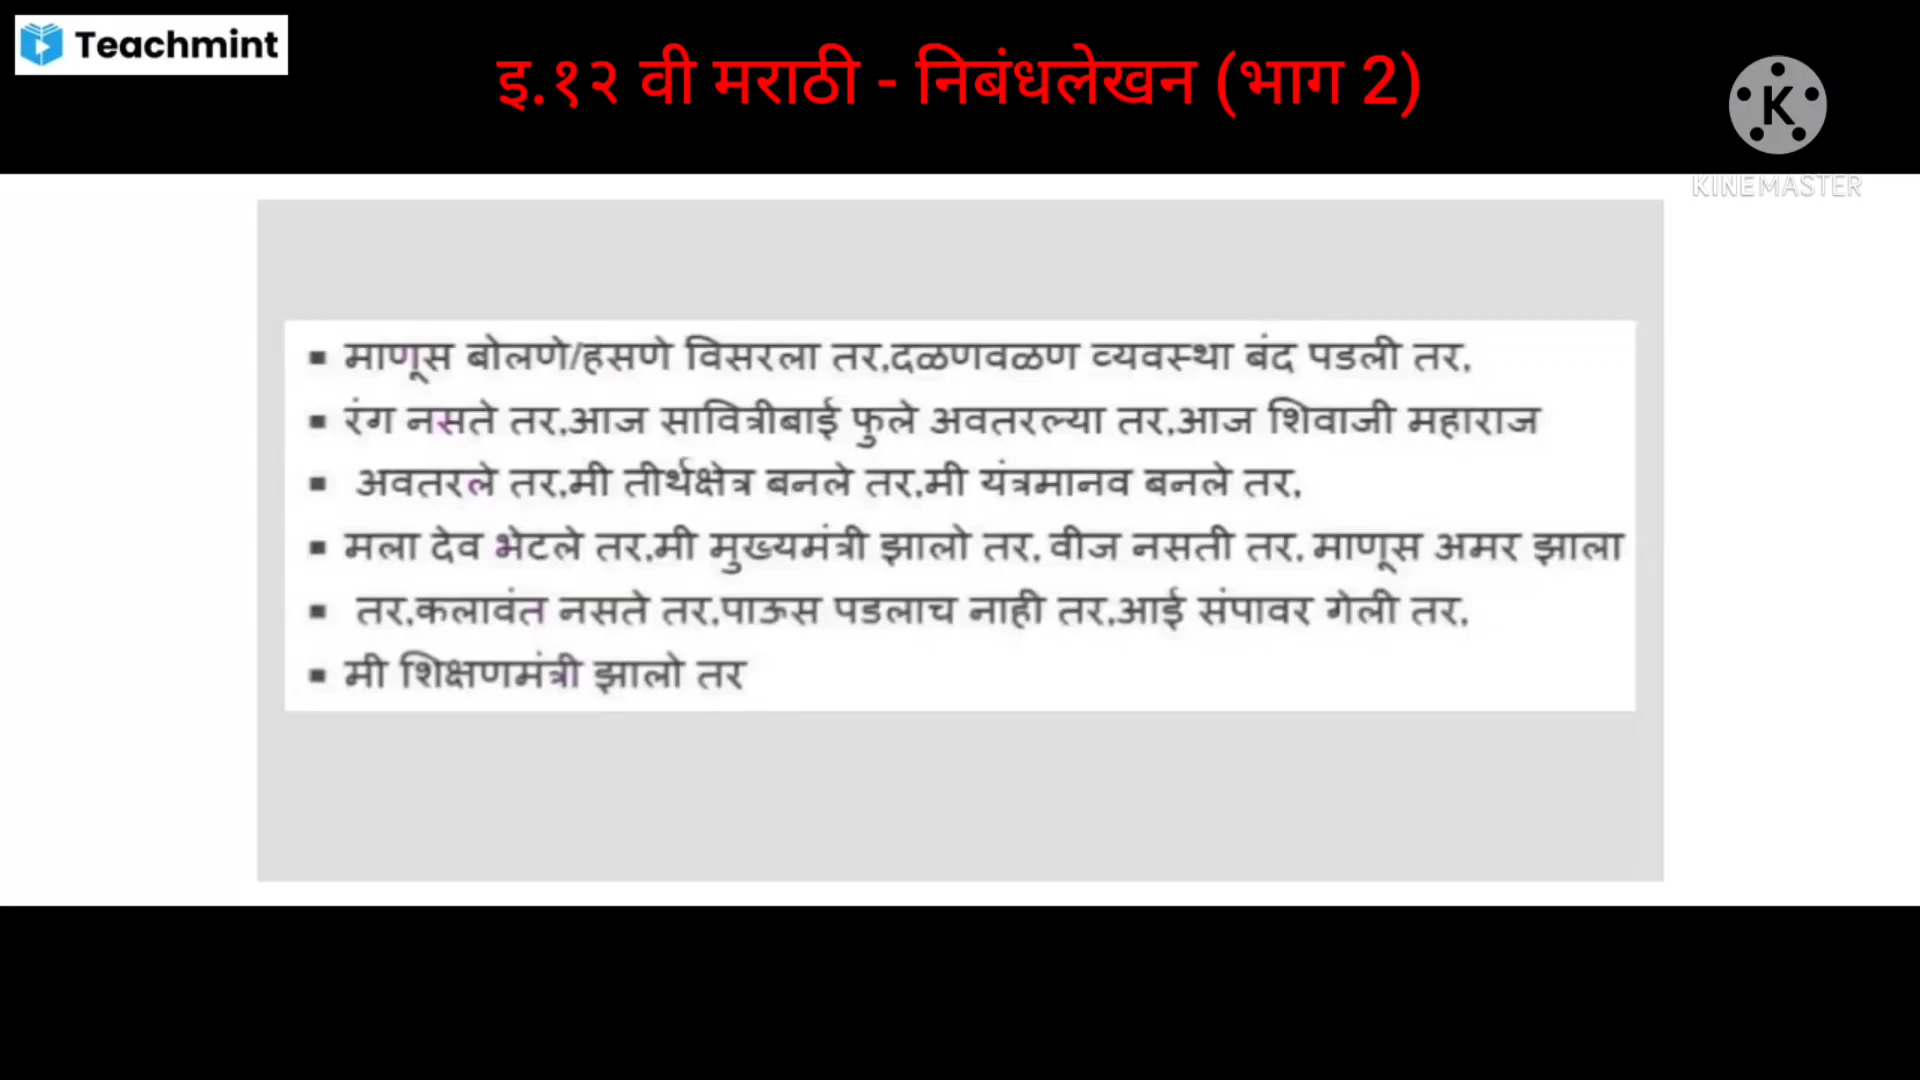 Teachmint
इ.१२ वी मराठी - निबंधलेखन (भाग 2)
K
KINEMASTER
▪ माणूस बोलणे/हसणे विसरला तर,दळणवळण व्यवस्था बंद पडली तर,
▪ रंग नसते तर,आज सावित्रीबाई फुले अवतरल्या तर,आज शिवाजी महाराज
▪ अवतरले तर,मी तीर्थक्षेत्र बनले तर,मी यंत्रमानव बनले तर,
▪ मला देव भेटले तर,मी मुख्यमंत्री झालो तर, वीज नसती तर, माणूस अमर झाला
▪ तर,कलावंत नसते तर,पाऊस पडलाच नाही तर,आई संपावर गेली तर,
▪ मी शिक्षणमंत्री झालो तर